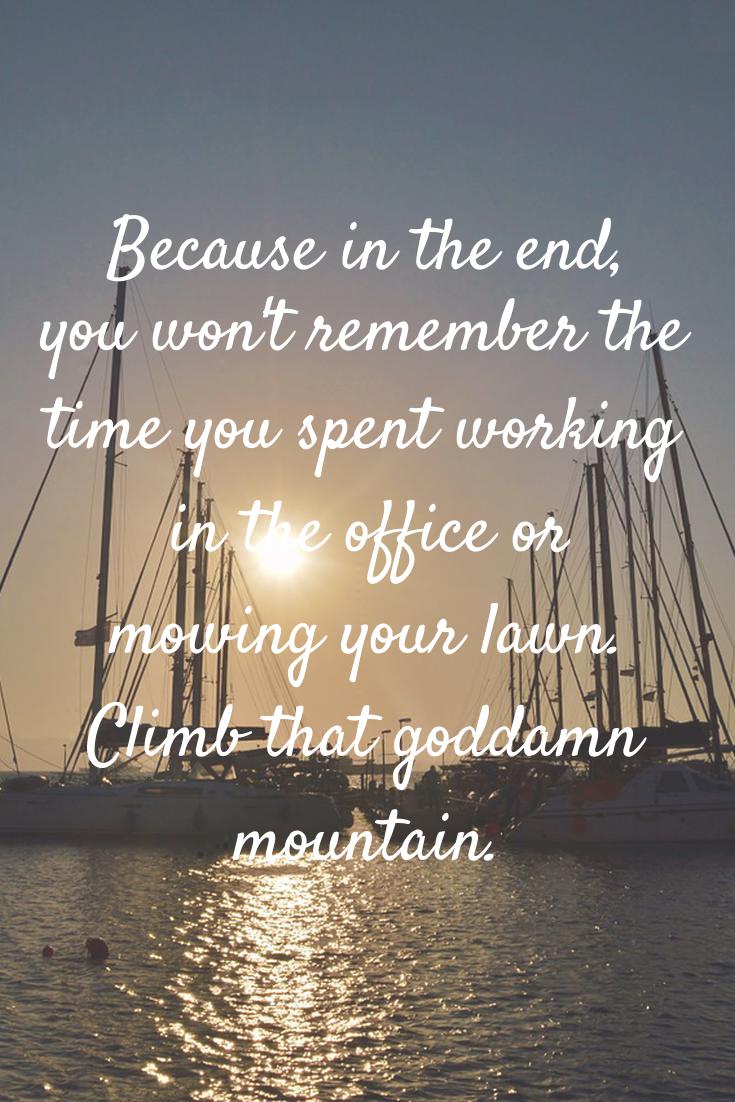 Because in the end,
you won't remember the
time you spent working
in the office or
mowing your lawn.
Climb that goddamn
mountain.